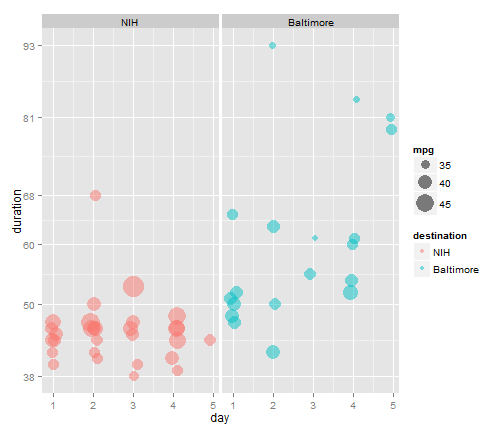 NIH Baltimore
93
81
68
60
50
38
duration
1 2 3 4 5 1 2 3 4 5
day
mpg
35
40
45
destination
NIH
Baltimore